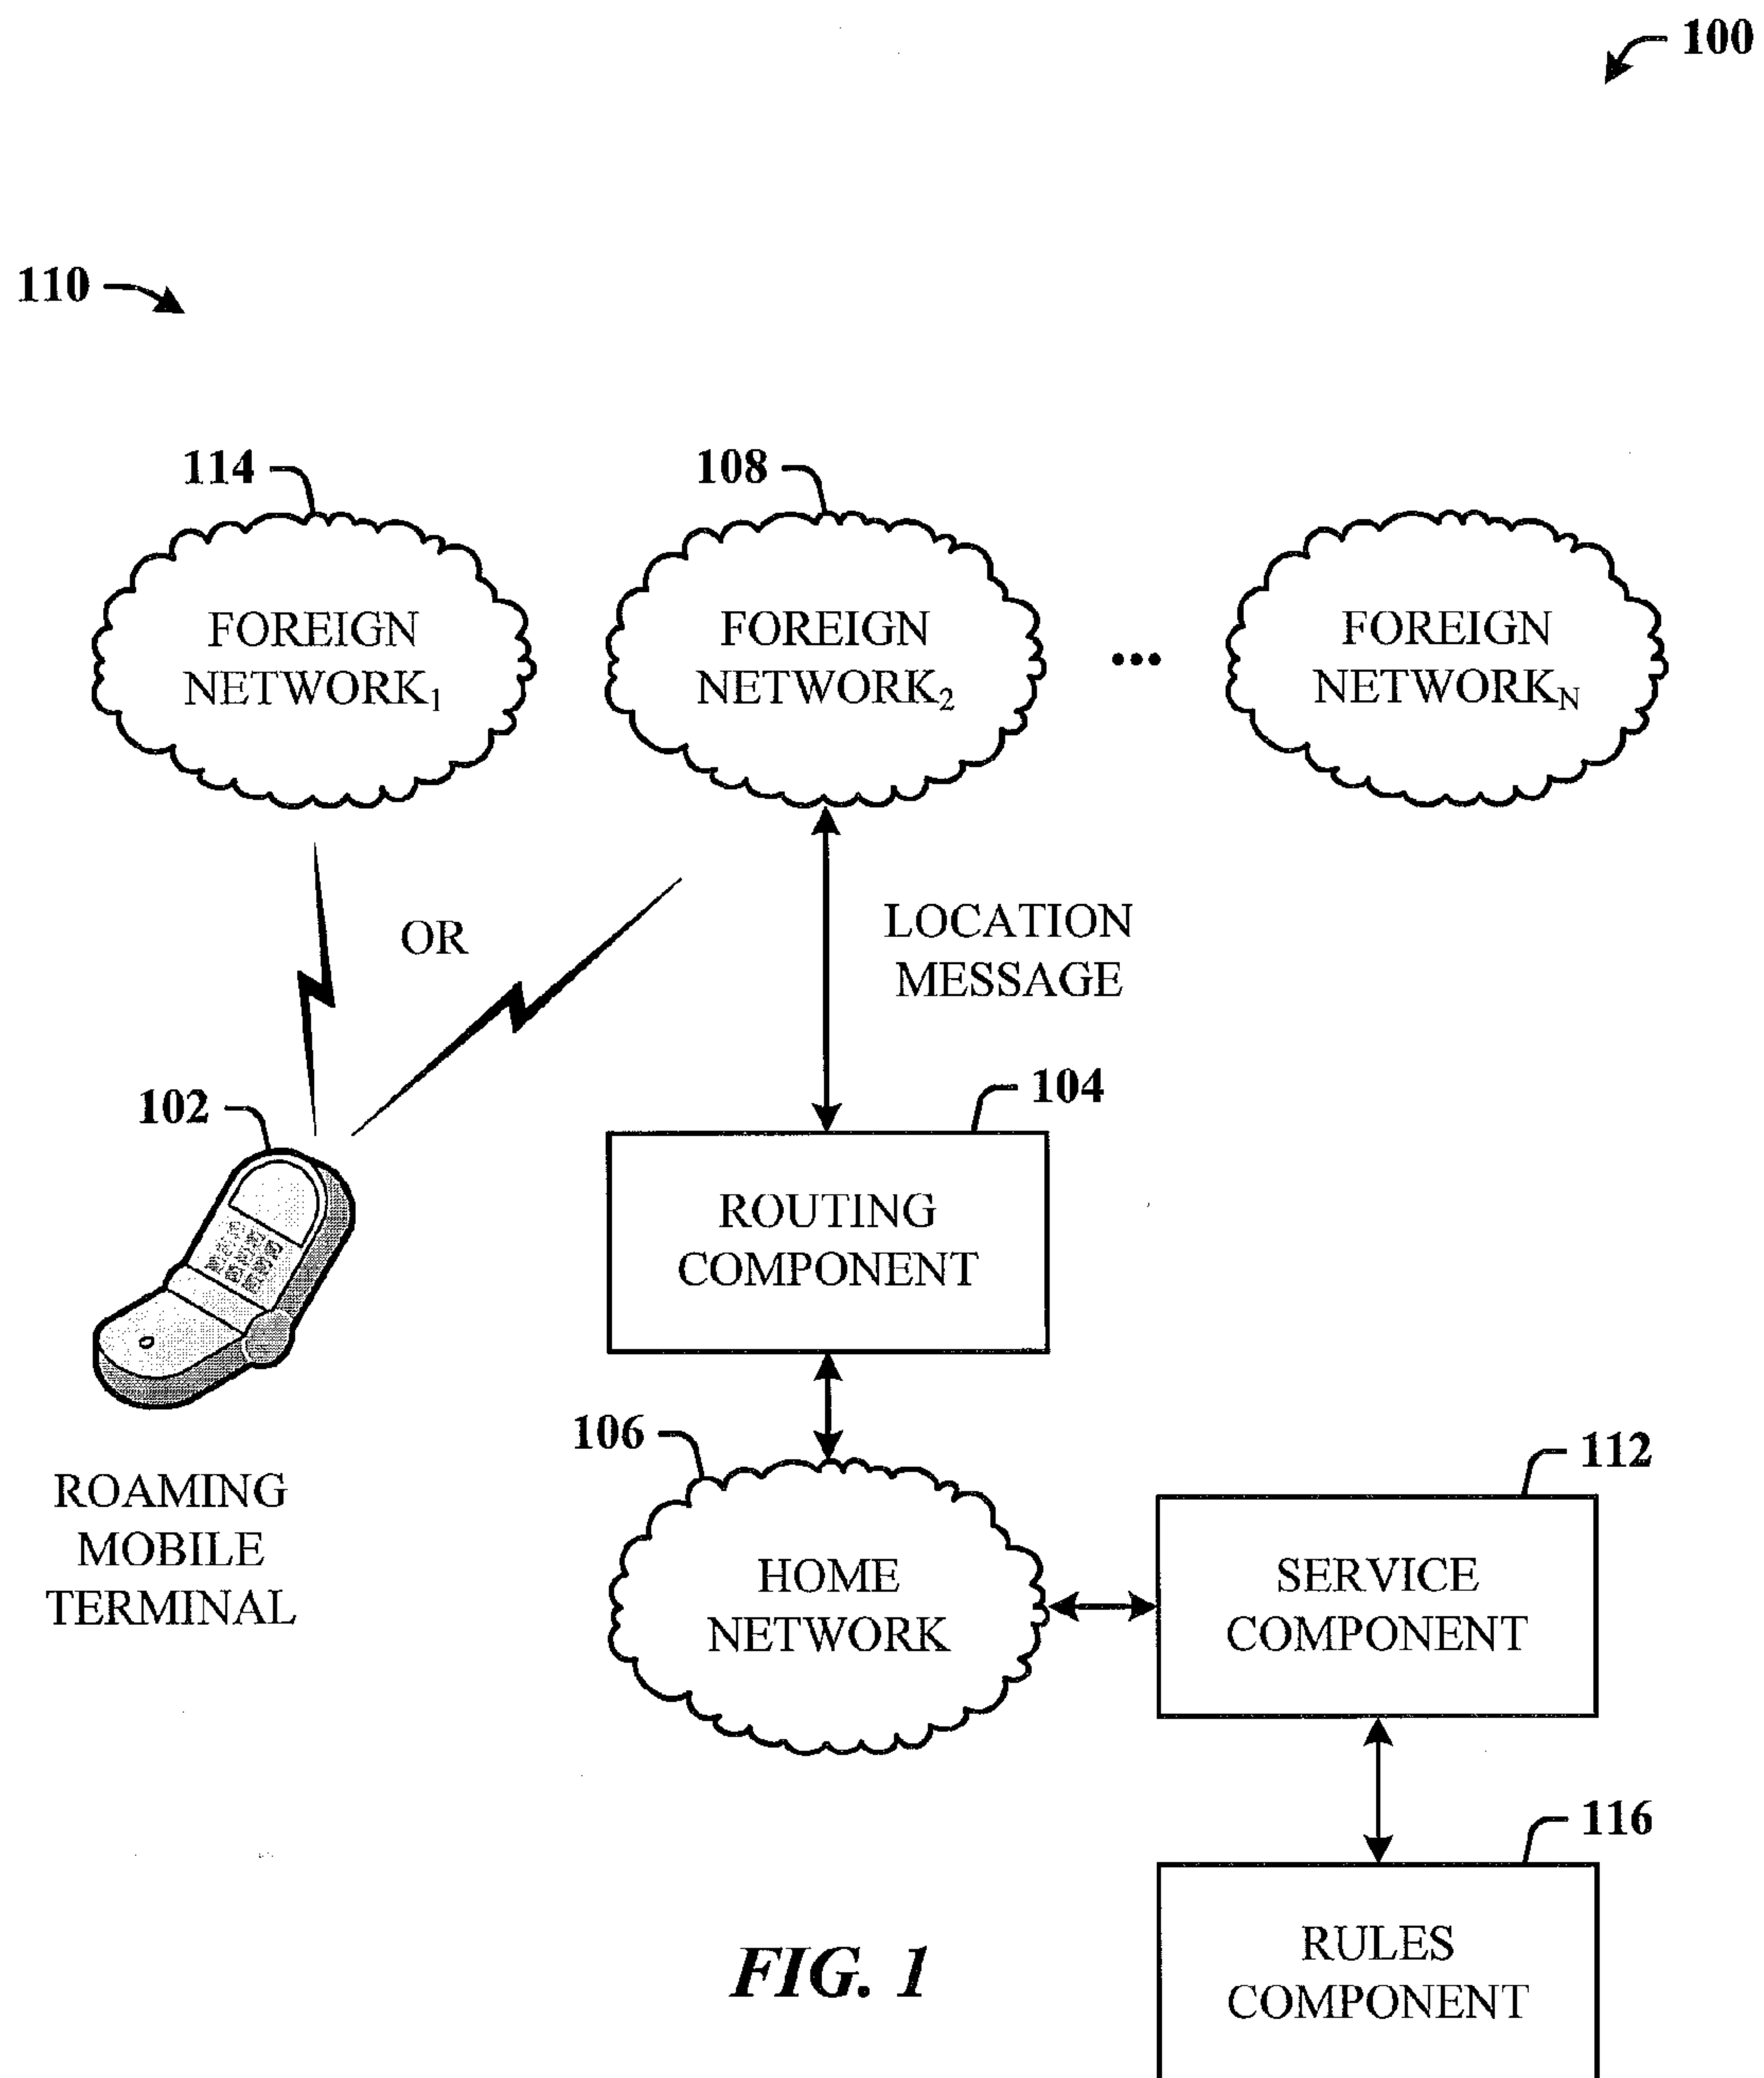 100
110
114
108
FOREIGN
NETWORK₁
FOREIGN
NETWORK₂
...
FOREIGN
NETWORKN
OR
LOCATION
MESSAGE
102
104
ROUTING
COMPONENT
106
112
ROAMING
MOBILE
TERMINAL
HOME
NETWORK
SERVICE
COMPONENT
116
RULES
COMPONENT
FIG. 1